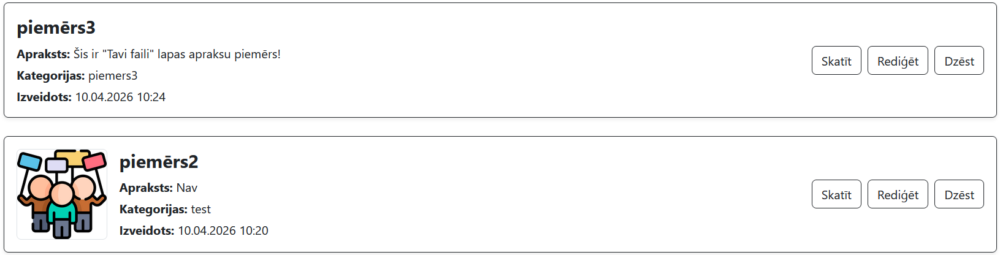 piemērs3
Apraksts: Šis ir "Tavi faili" lapas apraksu piemērs!
Kategorijas: piemers3
Izveidots: 10.04.2026 10:24
Skatīt Rediģēt Dzēst
piemērs2
Apraksts: Nav
Kategorijas: test
Izveidots: 10.04.2026 10:20
Skatīt Rediģēt Dzēst